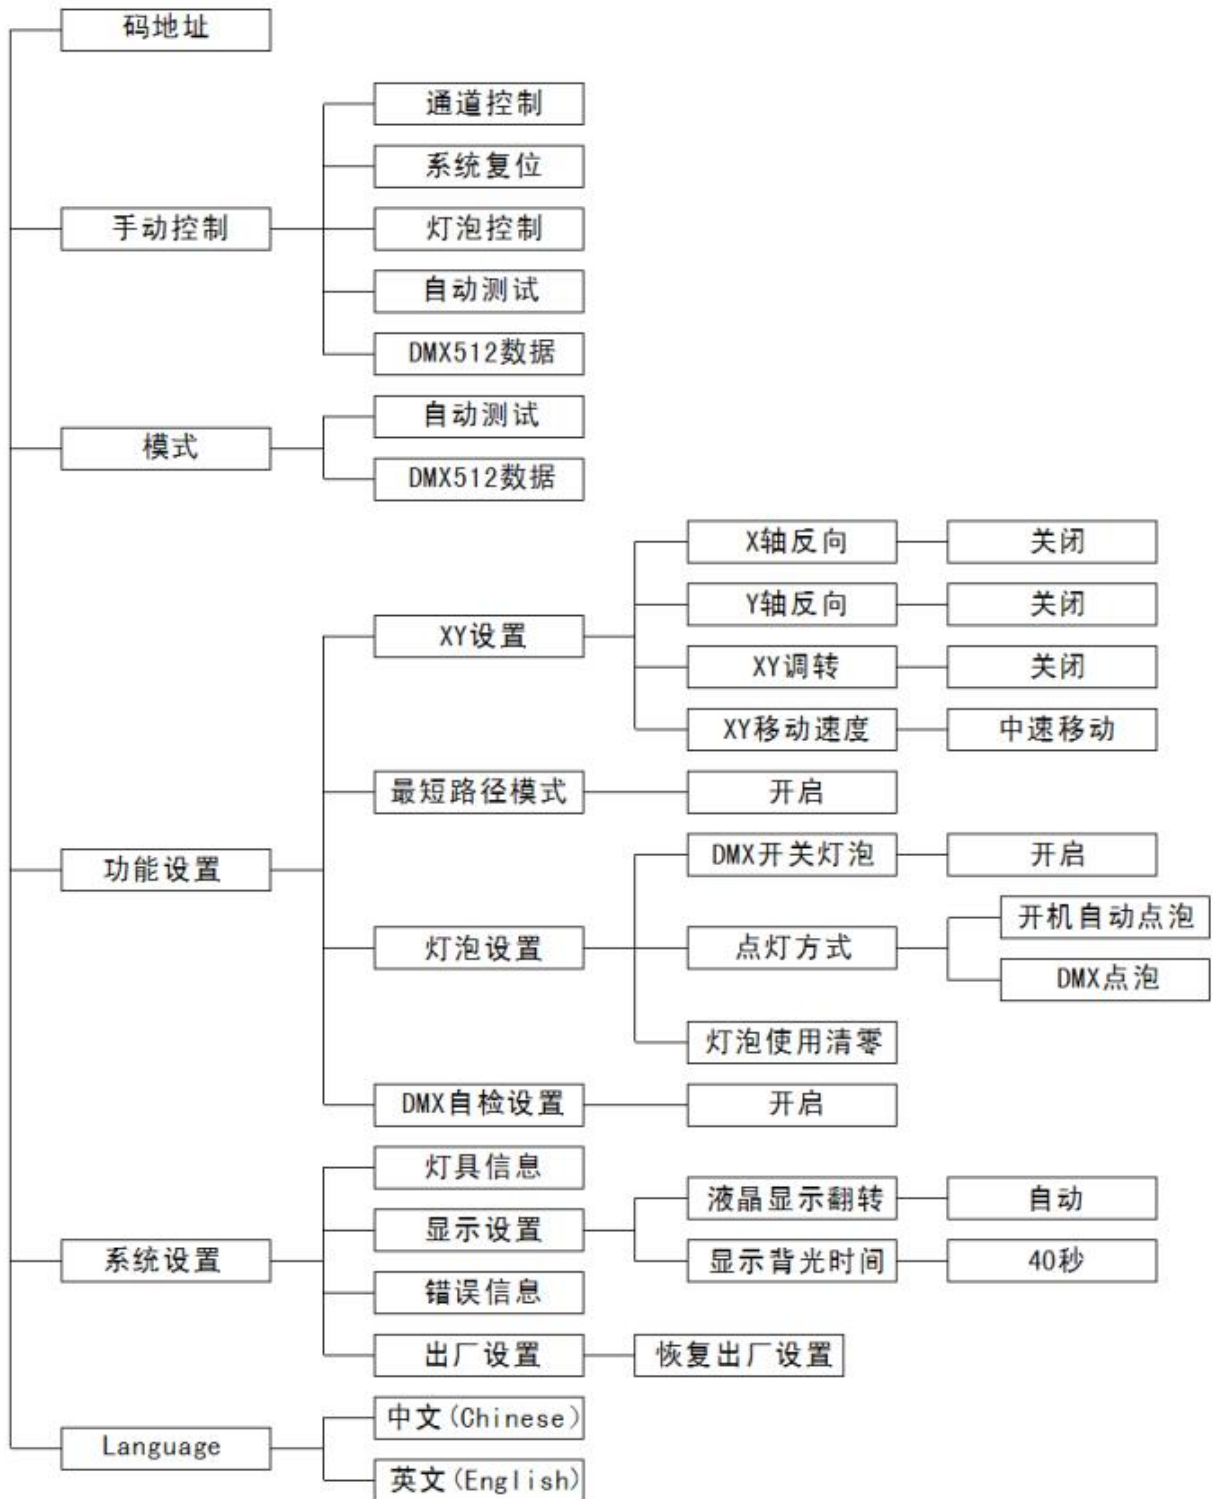 码地址
通道控制
系统复位
手动控制
灯泡控制
自动测试
DMX512数据
自动测试
模式
DMX512数据
X轴反向 关闭
Y轴反向 关闭
XY设置
XY调转 关闭
XY移动速度 中速移动
最短路径模式 开启
DMX开关灯泡 开启
功能设置
开机自动点泡
灯泡设置 点灯方式
DMX点泡
灯泡使用清零
DMX自检设置 开启
灯具信息
液晶显示翻转 自动
显示设置
系统设置 显示背光时间 40秒
错误信息
出厂设置 恢复出厂设置
中文(Chinese)
Language
英文(English)